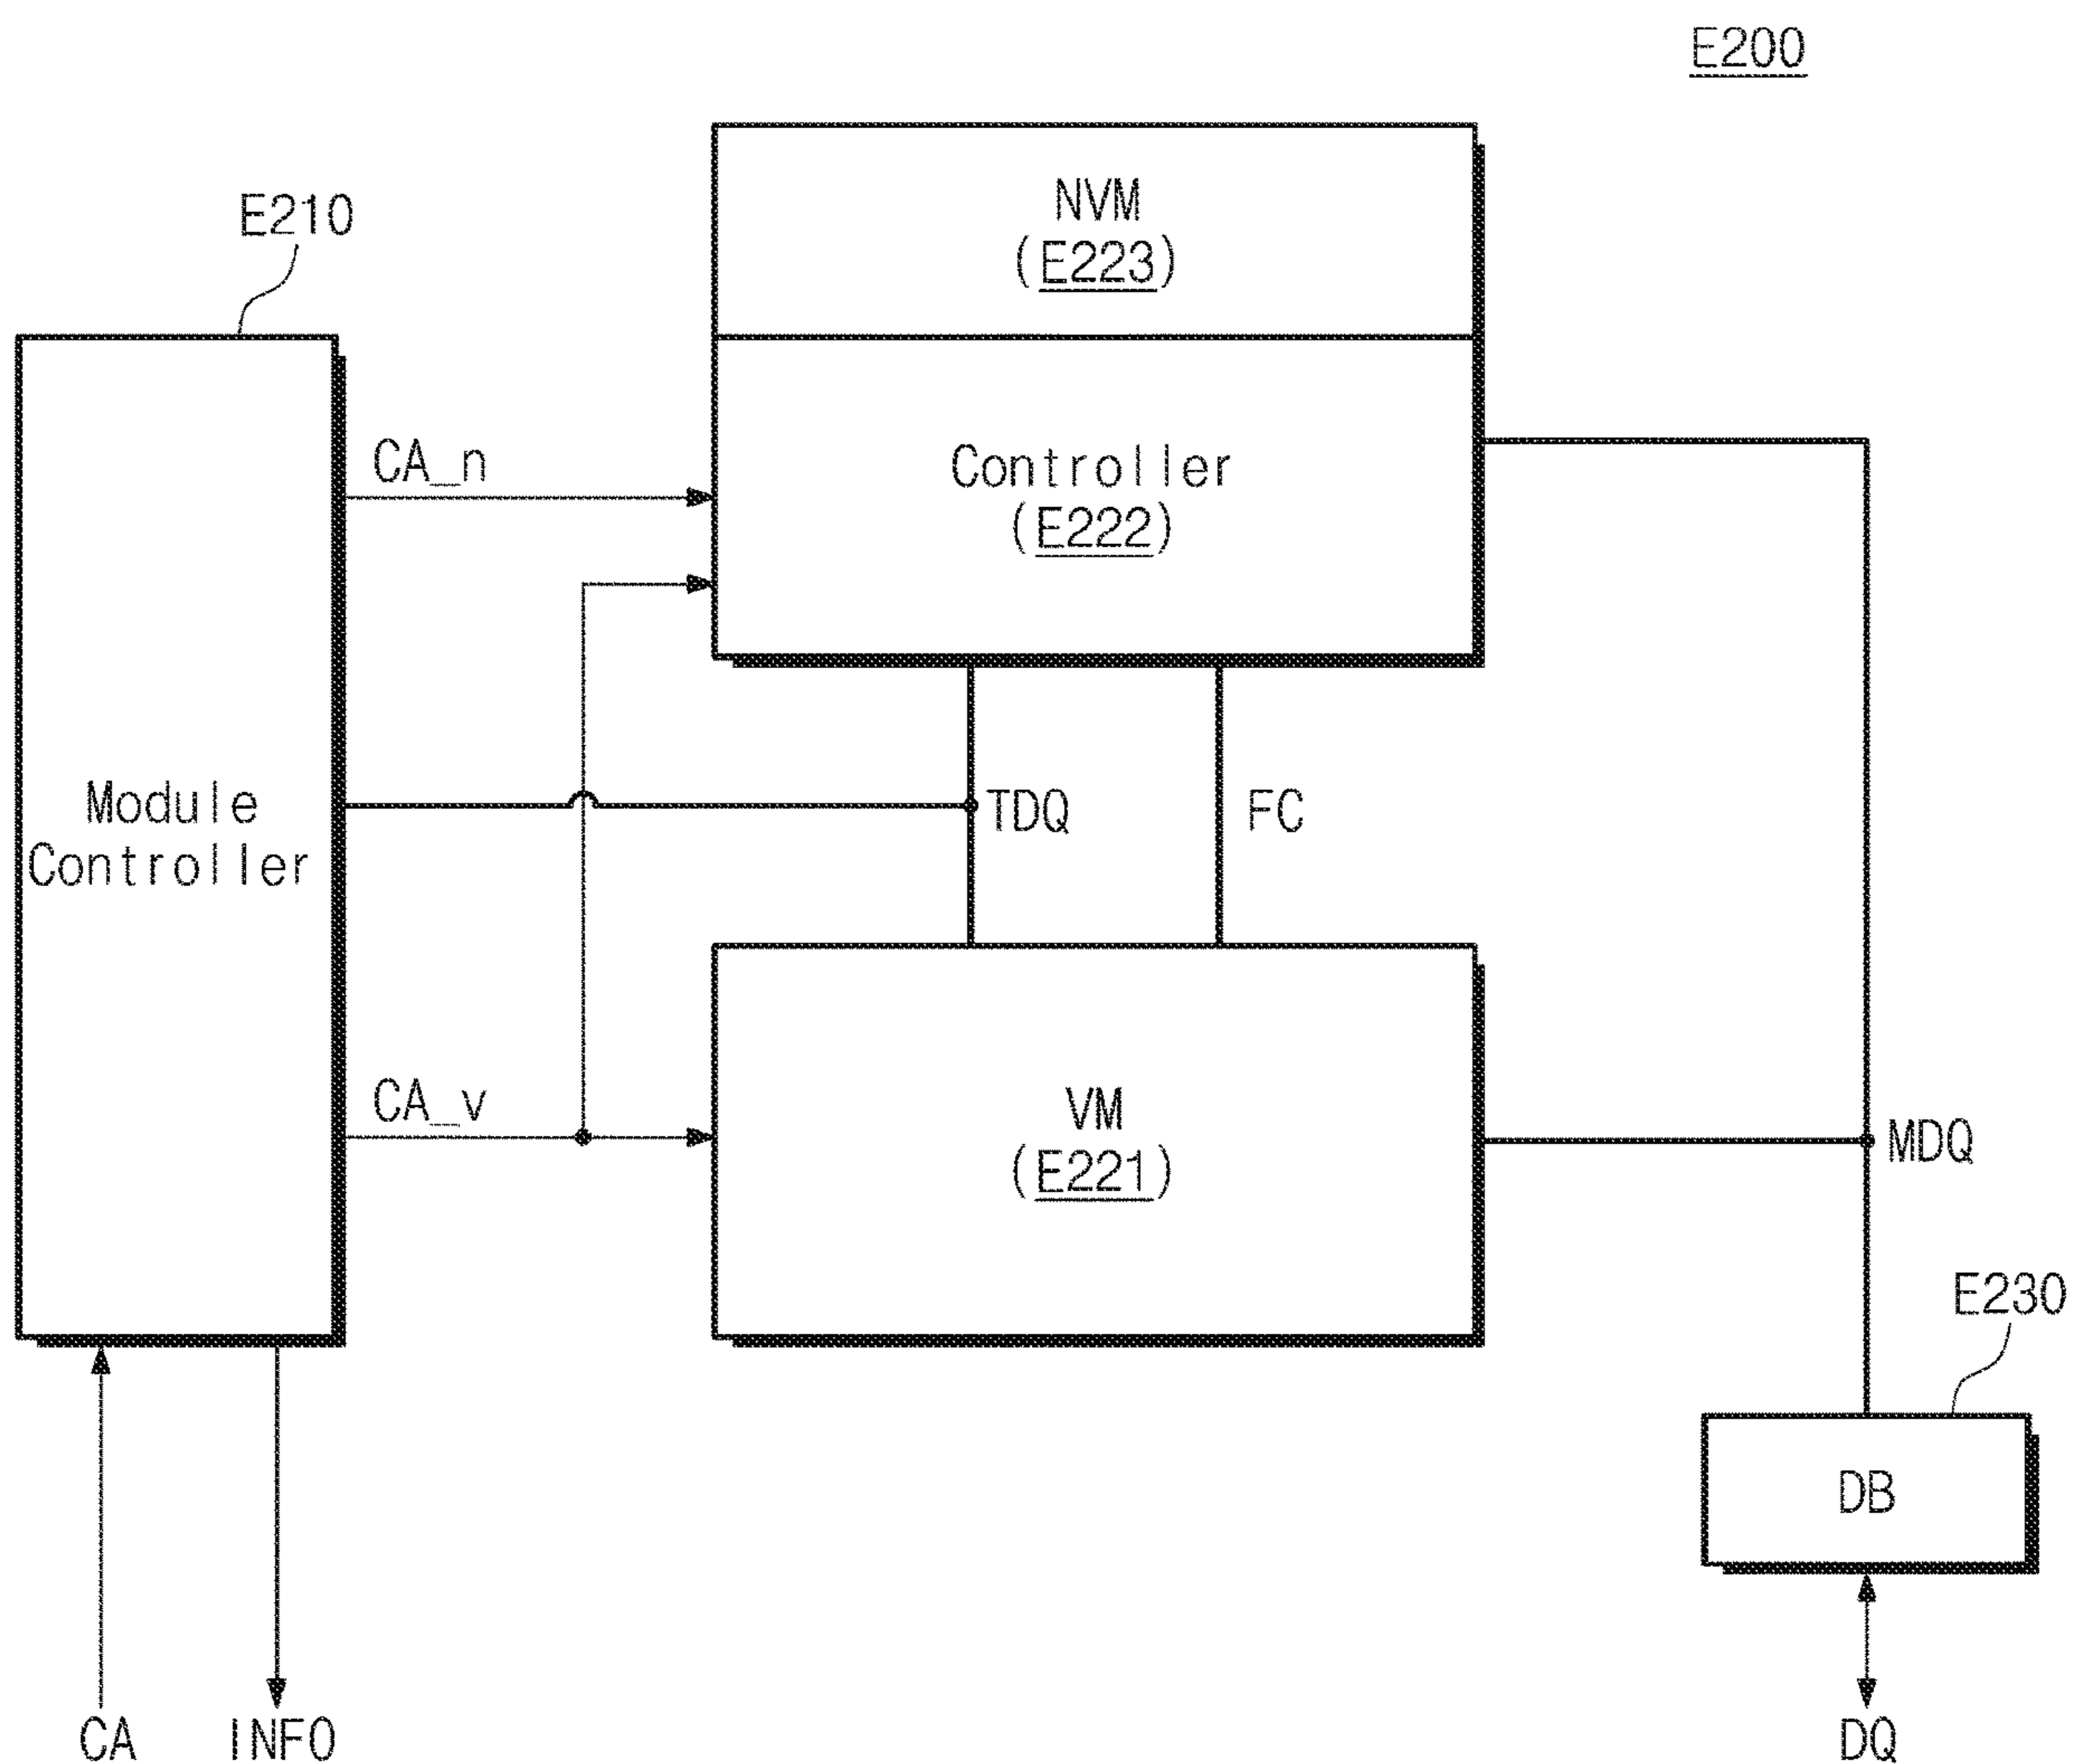 E200
E210
NVM
(E223)
CA_n
Controller
(E222)
Module
Controller
TDQ
FC
CA_v
VM
(E221)
MDQ
E230
DB
CA
INFO
DQ